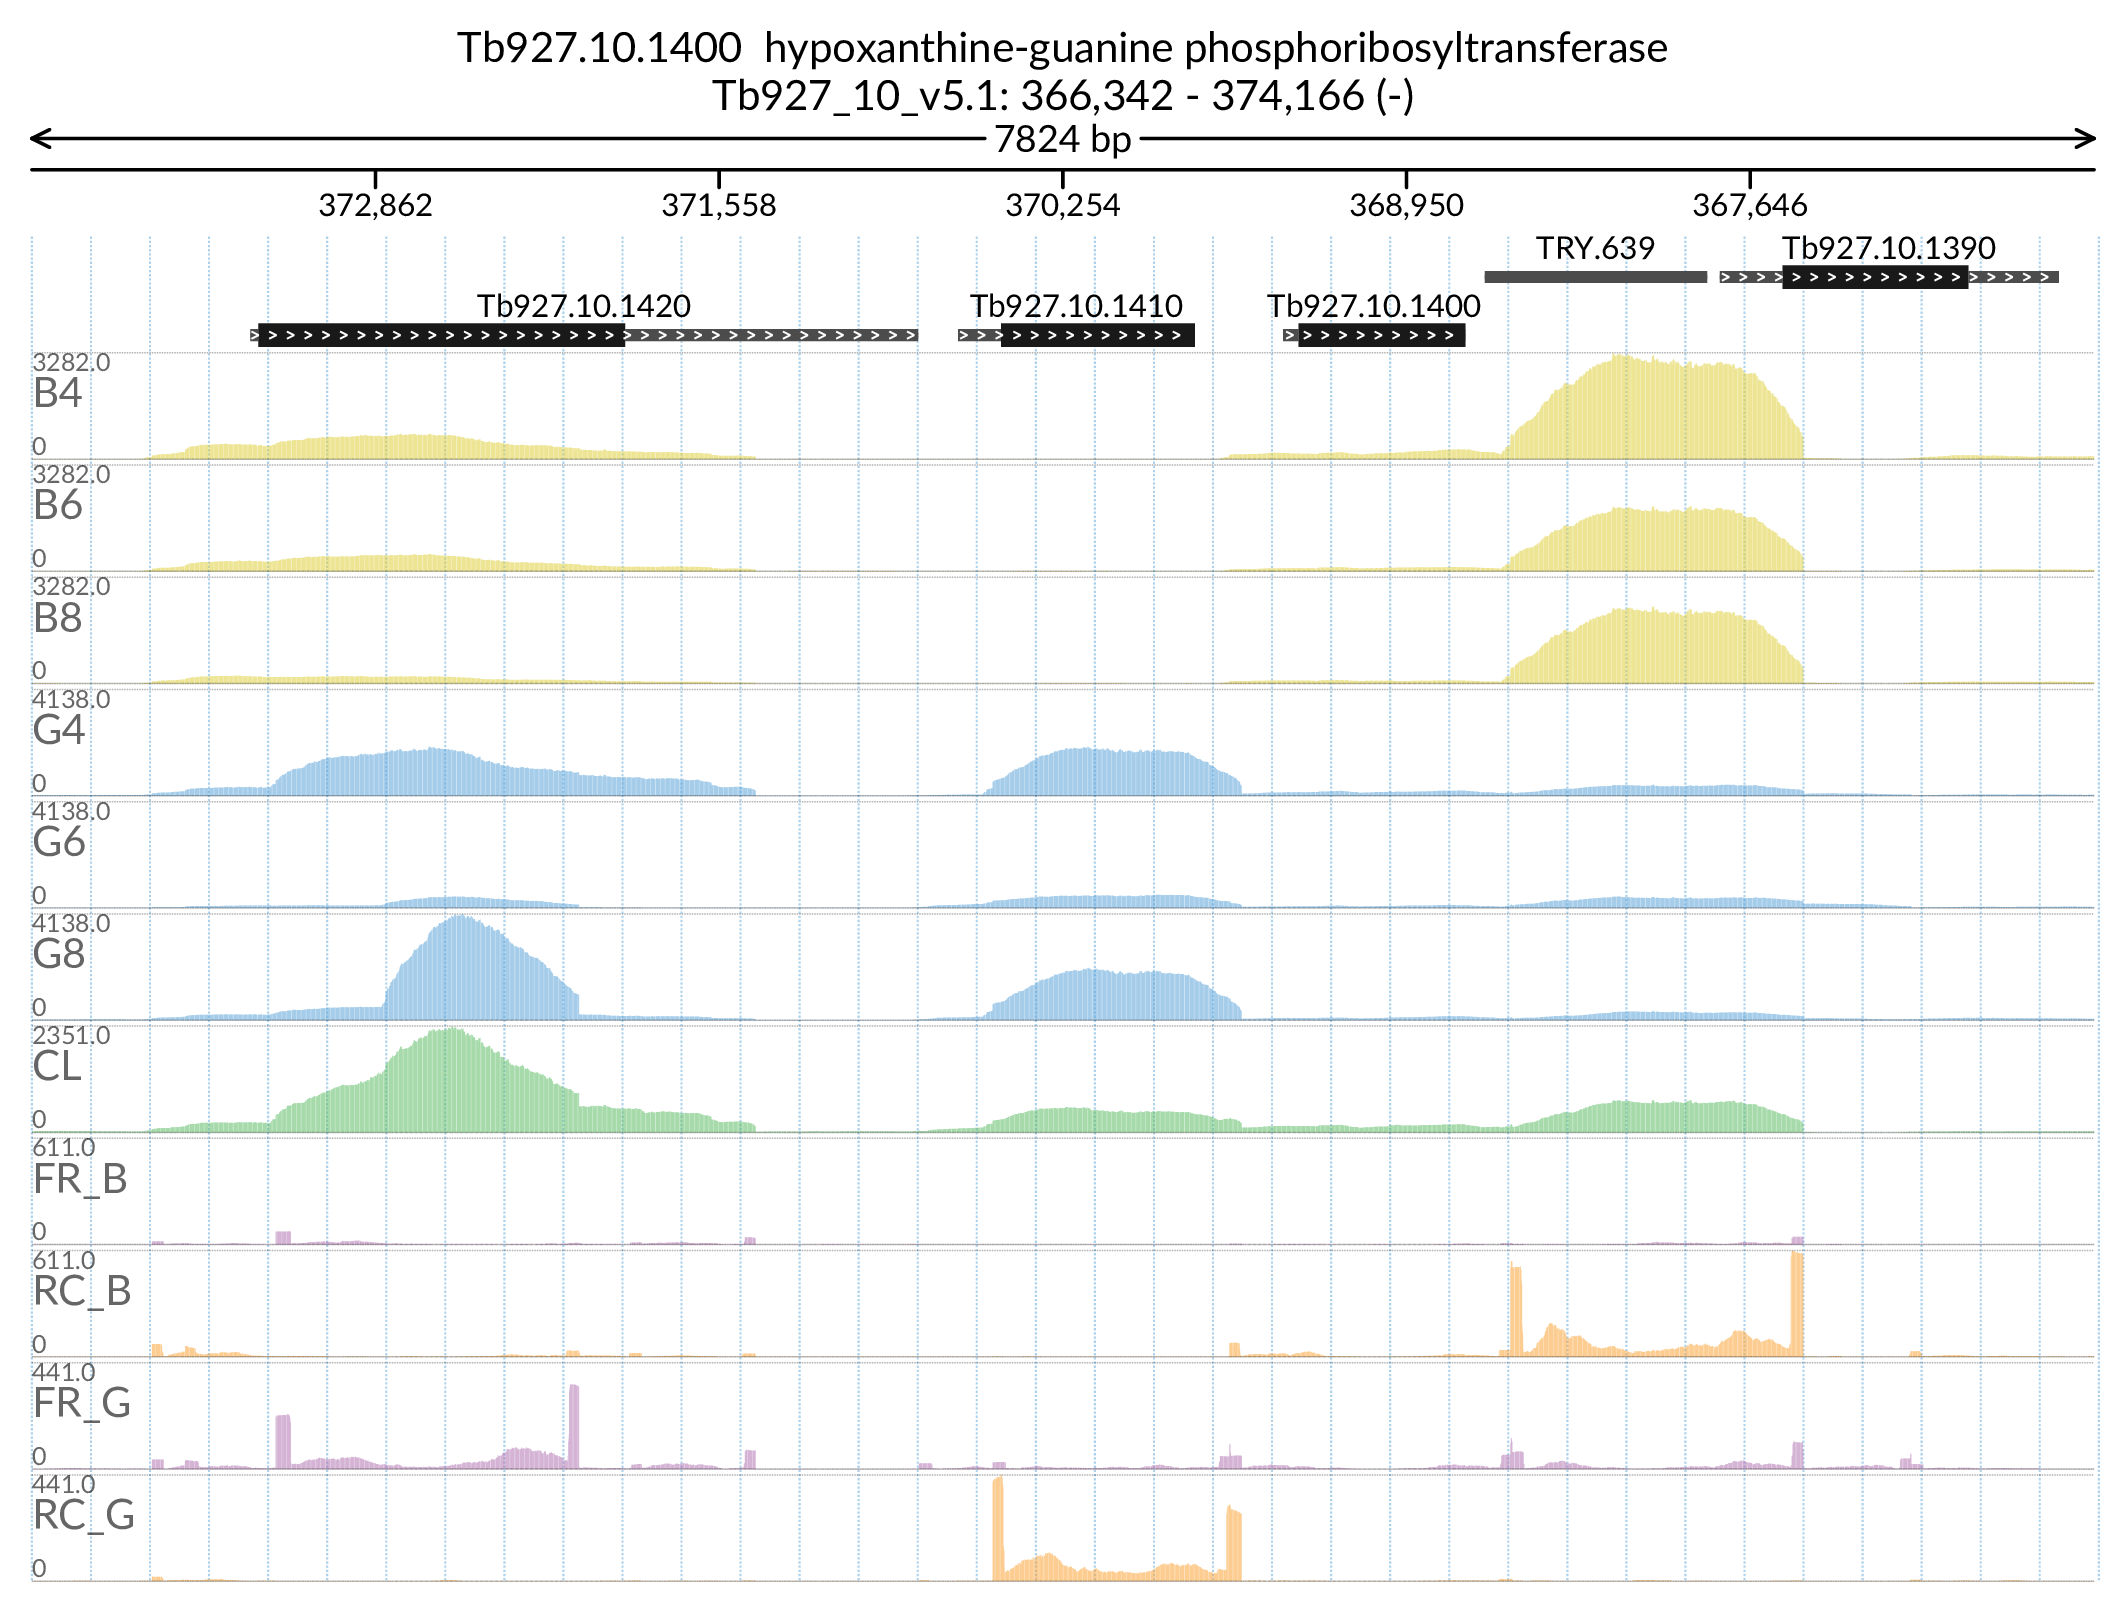 Tb927.10.1400 hypoxanthine-guanine phosphoribosyltransferase
Tb927_10_v5.1: 366,342 - 374,166 (-)
7824 bp
372,862 371,558 370,254 368,950 367,646
TRY.639 Tb927.10.1390
Tb927.10.1420 Tb927.10.1410 Tb927.10.1400
3282.0
B4
0
3282.0
B6
0
3282.0
B8
0
4138.0
G4
0
4138.0
G6
0
4138.0
G8
0
2351.0
CL
0
611.0
FR_B
0
611.0
RC_B
0
441.0
FR_G
0
441.0
RC_G
0